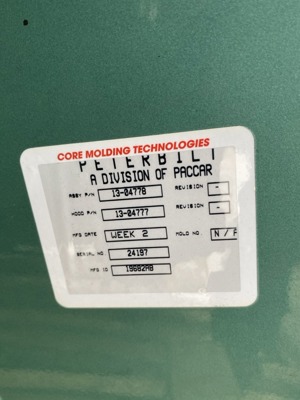 CORE MOLDING TECHNOLOGIES
PETERBILT
A DIVISION OF PACCAR
ASSY P/N 13-04778 REVISION -
HOOD P/N 13-04777 REVISION -
MFG DATE WEEK 2 MOLD NO. N/A
SERIAL NO 24197
MFG ID 19682AB